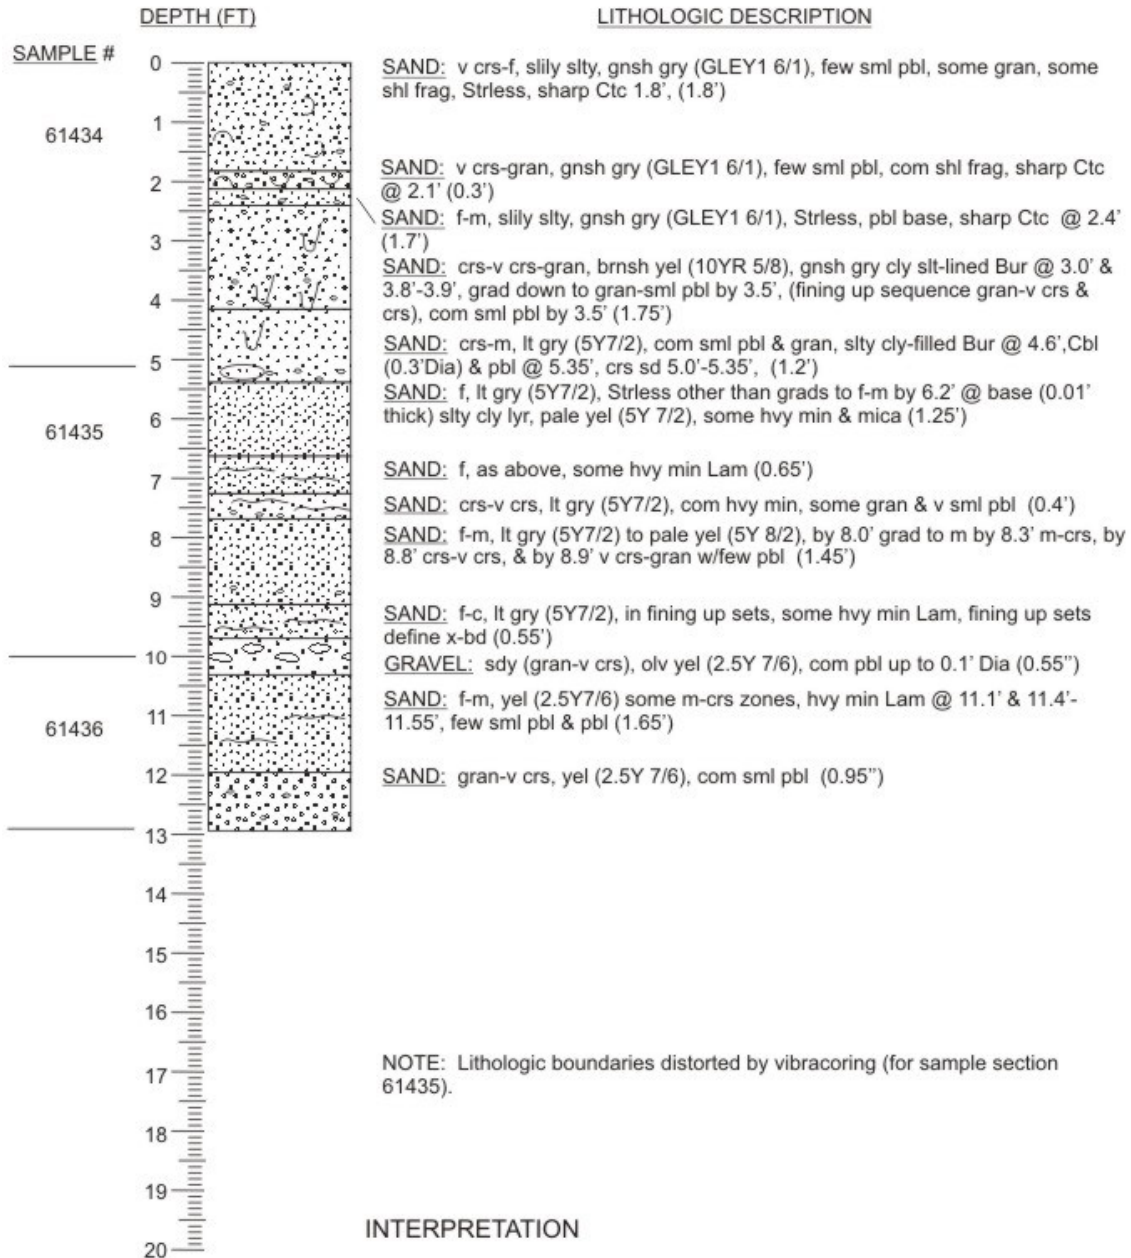 DEPTH (FT)
LITHOLOGIC DESCRIPTION
SAMPLE #
0
SAND: v crs-f, slily slty, gnsh gry (GLEY1 6/1), few sml pbl, some gran, some
shl frag, Strless, sharp Ctc 1.8’, (1.8’)
1
61434
SAND: v crs-gran, gnsh gry (GLEY1 6/1), few sml pbl, com shl frag, sharp Ctc
2
@ 2.1’ (0.3’)
SAND: f-m, slily slty, gnsh gry (GLEY1 6/1), Strless, pbl base, sharp Ctc @ 2.4’
(1.7’)
3
SAND: crs-v crs-gran, brnsh yel (10YR 5/8), gnsh gry cly slt-lined Bur @ 3.0’ &
3.8’-3.9’, grad down to gran-sml pbl by 3.5’, (fining up sequence gran-v crs &
4
crs), com sml pbl by 3.5’ (1.75’)
SAND: crs-m, lt gry (5Y7/2), com sml pbl & gran, slty cly-filled Bur @ 4.6’,Cbl
5
(0.3’Dia) & pbl @ 5.35’, crs sd 5.0’-5.35’, (1.2’)
SAND: f, lt gry (5Y7/2), Strless other than grads to f-m by 6.2’ @ base (0.01’
6
thick) slty cly lyr, pale yel (5Y 7/2), some hvy min & mica (1.25’)
61435
SAND: f, as above, some hvy min Lam (0.65’)
7
SAND: crs-v crs, lt gry (5Y7/2), com hvy min, some gran & v sml pbl (0.4’)
8
SAND: f-m, lt gry (5Y7/2) to pale yel (5Y 8/2), by 8.0’ grad to m by 8.3’ m-crs, by
8.8’ crs-v crs, & by 8.9’ v crs-gran w/few pbl (1.45’)
9
SAND: f-c, lt gry (5Y7/2), in fining up sets, some hvy min Lam, fining up sets
define x-bd (0.55’)
10
GRAVEL: sdy (gran-v crs), olv yel (2.5Y 7/6), com pbl up to 0.1’ Dia (0.55”)
SAND: f-m, yel (2.5Y7/6) some m-crs zones, hvy min Lam @ 11.1’ & 11.4’-
11
11.55’, few sml pbl & pbl (1.65’)
61436
12
SAND: gran-v crs, yel (2.5Y 7/6), com sml pbl (0.95”)
13
14
15
16
17
NOTE: Lithologic boundaries distorted by vibracoring (for sample section
61435).
18
19
INTERPRETATION
20